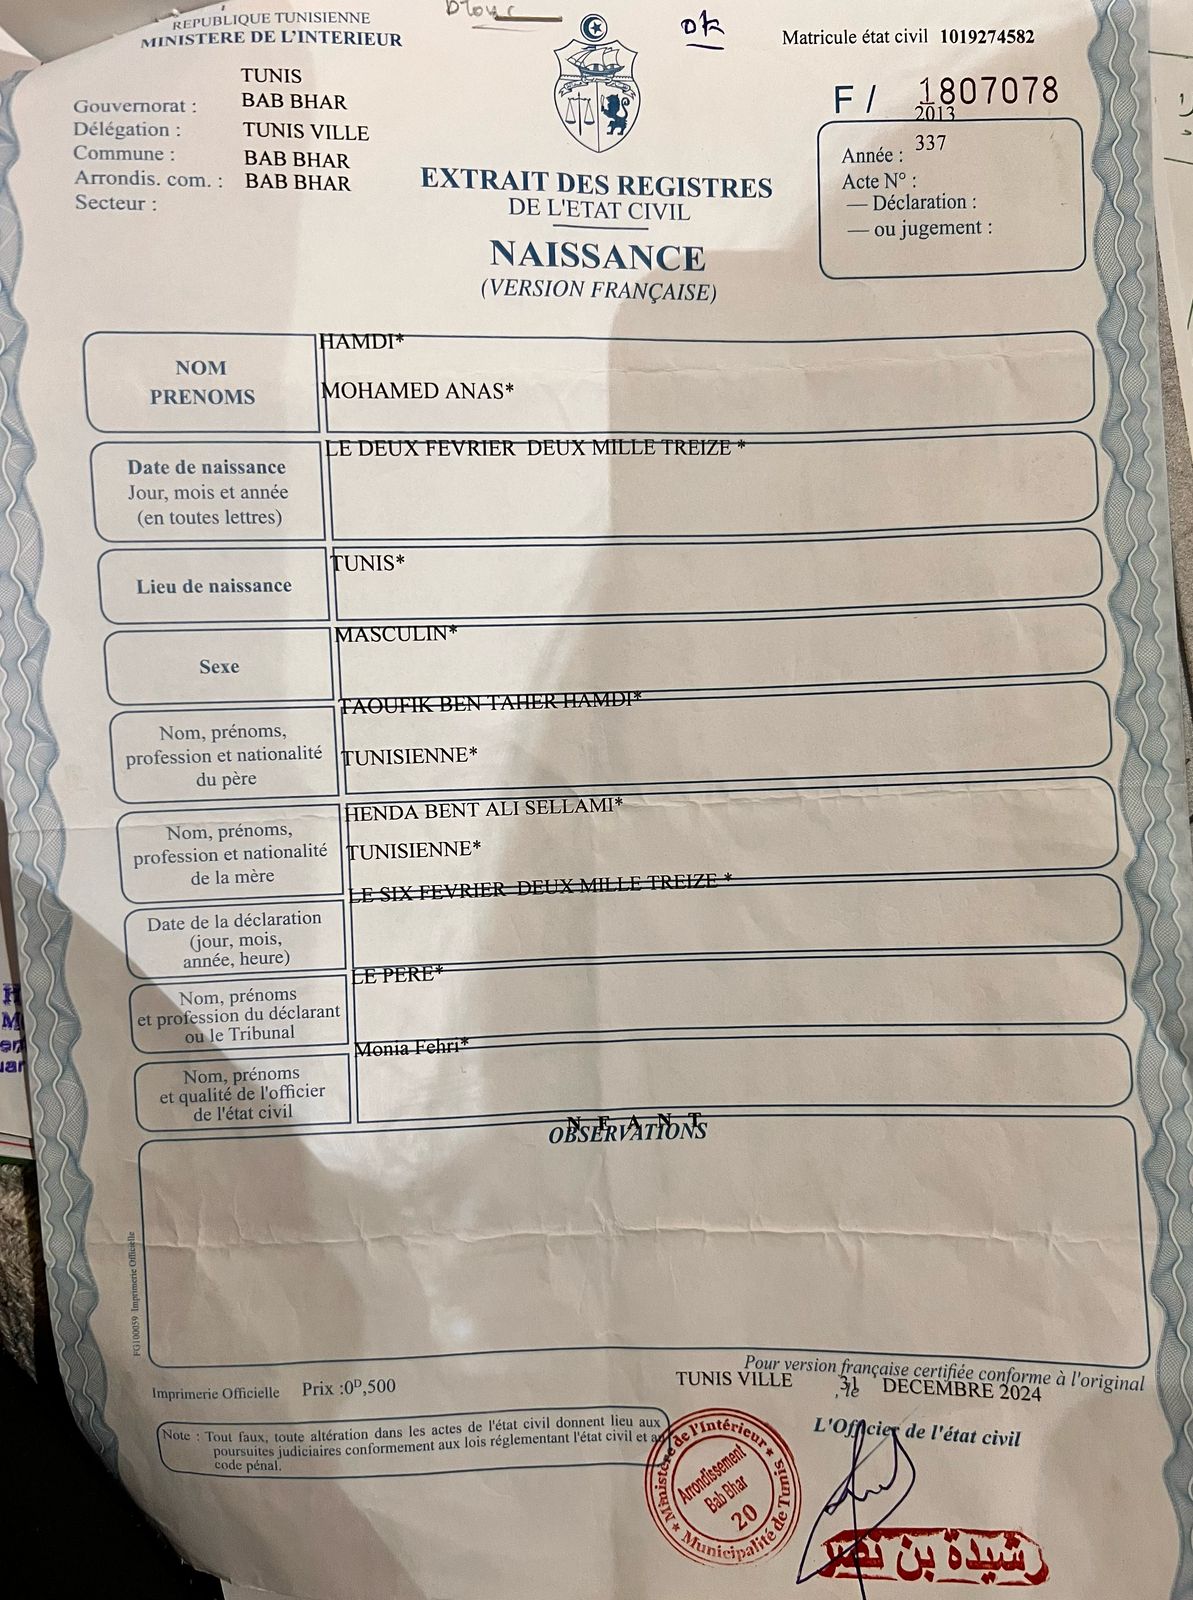 REPUBLIQUE TUNISIENNE
MINISTERE DE L'INTERIEUR
ok
Matricule état civil 1019274582
F / 1807078
TUNIS
Gouvernorat : BAB BHAR
Délégation : TUNIS VILLE
Commune : BAB BHAR
Arrondis. com. : BAB BHAR
Secteur :
2013
Année : 337
Acte N° :
— Déclaration :
— ou jugement :
EXTRAIT DES REGISTRES
DE L'ETAT CIVIL
NAISSANCE
(VERSION FRANÇAISE)
NOM
PRENOMS
HAMDI*
MOHAMED ANAS*
Date de naissance
Jour, mois et année
(en toutes lettres)
LE DEUX FEVRIER DEUX MILLE TREIZE *
Lieu de naissance
TUNIS*
Sexe
MASCULIN*
Nom, prénoms,
profession et nationalité
du père
TAOUFIK BEN TAHER HAMDI*
TUNISIENNE*
Nom, prénoms,
profession et nationalité
de la mère
HENDA BENT ALI SELLAMI*
TUNISIENNE*
Date de la déclaration
(jour, mois,
année, heure)
LE SIX FEVRIER DEUX MILLE TREIZE *
Nom, prénoms
et profession du déclarant
ou le Tribunal
LE PERE*
Nom, prénoms
et qualité de l'officier
de l'état civil
Monia Fehri*
N E A N T
OBSERVATIONS
FG100059 Imprimerie Officielle
Imprimerie Officielle Prix :0ᴰ,500
Pour version française certifiée conforme à l'original
TUNIS VILLE ,le 31 DECEMBRE 2024
Note : Tout faux, toute altération dans les actes de l'état civil donnent lieu aux
poursuites judiciaires conformement aux lois réglementant l'état civil et au
code pénal.
L'Officier de l'état civil
Ministère de l'Intérieur
Arrondissement
Bab Bhar
20
Municipalité de Tunis
رشيدة بن نصر